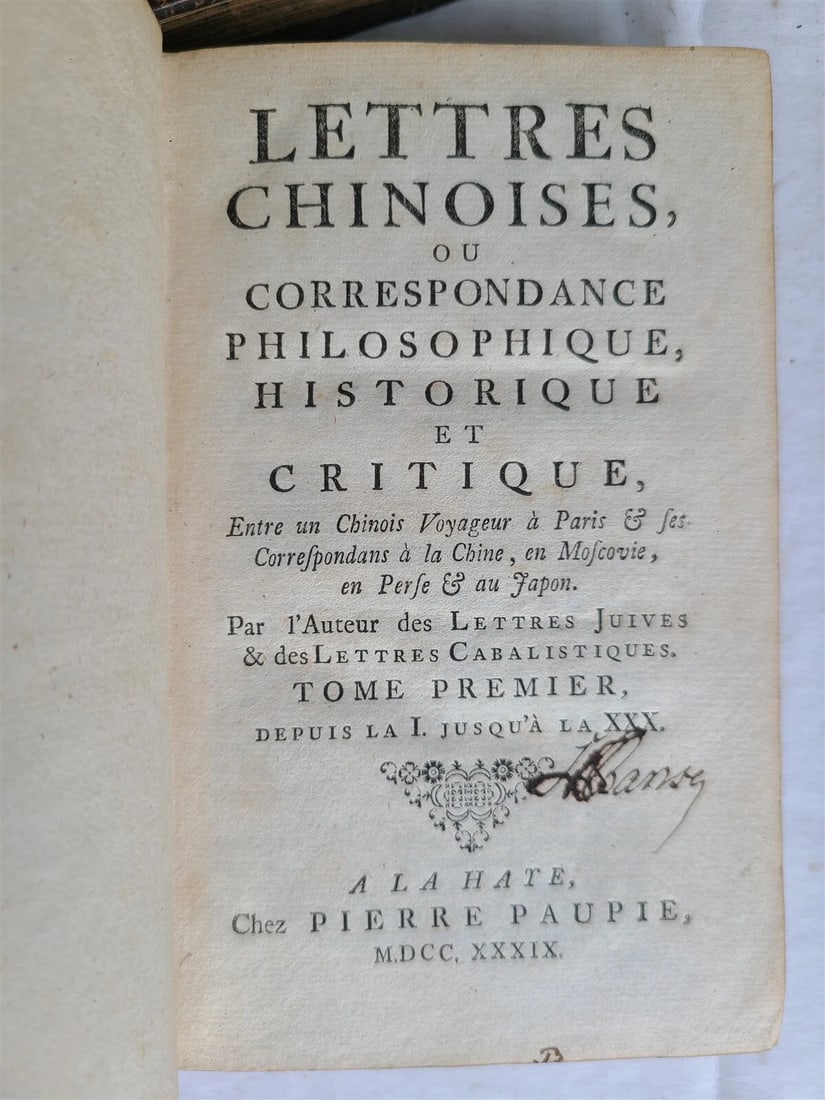 LETTRES
CHINOISES,
OU
CORRESPONDANCE
PHILOSOPHIQUE,
HISTORIQUE
ET
CRITIQUE,
Entre un Chinois Voyageur à Paris & ſes
Correſpondans à la Chine, en Moſcovie,
en Perſe & au Japon.
Par l'Auteur des LETTRES JUIVES
& des LETTRES CABALISTIQUES.
TOME PREMIER,
DEPUIS LA I. JUSQU'À LA XXX.
A LA HAYE,
Chez PIERRE PAUPIE,
M.DCC. XXXIX.
B